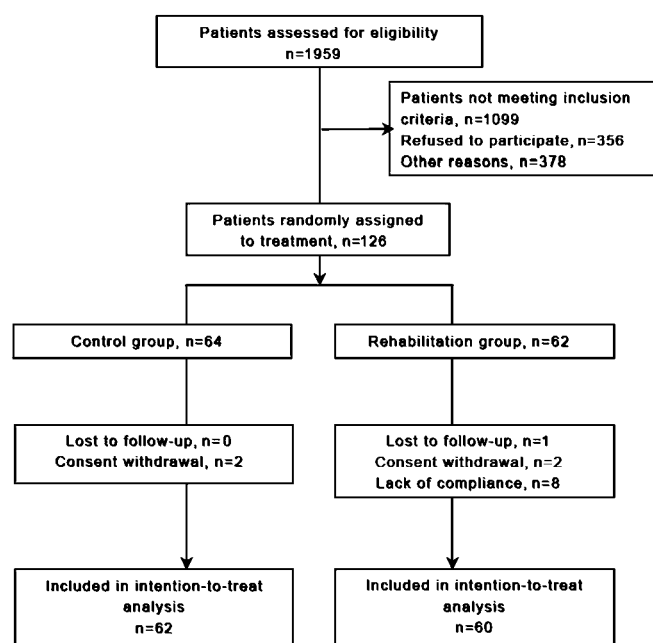 Patients assessed for eligibility
n=1959
Patients not meeting inclusion
criteria, n=1099
Refused to participate, n=356
Other reasons, n=378
Patients randomly assigned
to treatment, n=126
Control group, n=64
Rehabilitation group, n=62
Lost to follow-up, n=0
Consent withdrawal, n=2
Lost to follow-up, n=1
Consent withdrawal, n=2
Lack of compliance, n=8
Included in intention-to-treat
analysis
n=62
Included in intention-to-treat
analysis
n=60